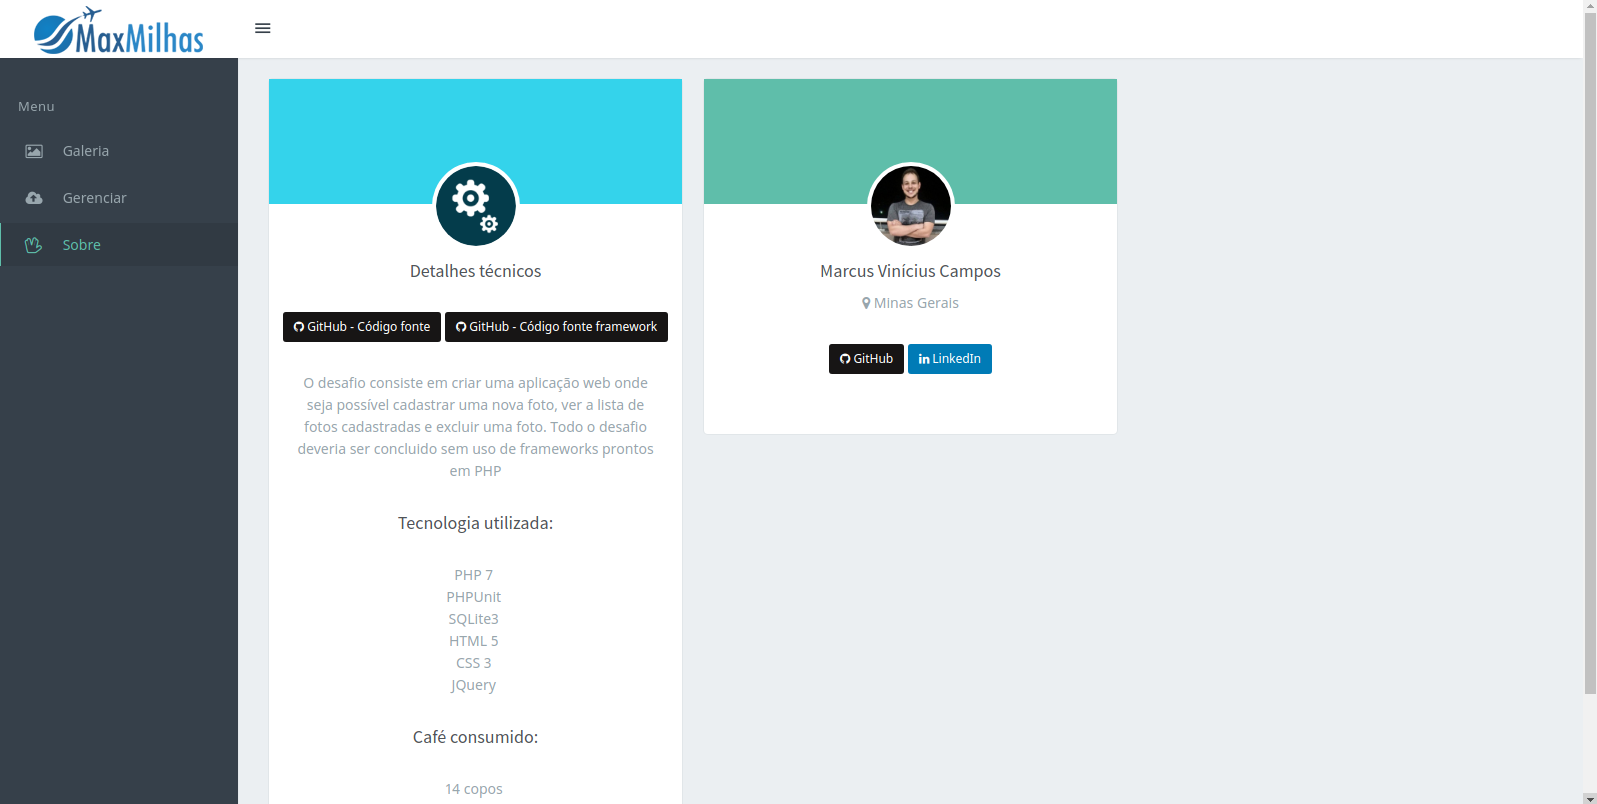 MaxMilhas
Menu
Galeria
Gerenciar
Sobre
Detalhes técnicos
GitHub - Código fonte
GitHub - Código fonte framework
O desafio consiste em criar uma aplicação web onde
seja possível cadastrar uma nova foto, ver a lista de
fotos cadastradas e excluir uma foto. Todo o desafio
deveria ser concluido sem uso de frameworks prontos
em PHP
Tecnologia utilizada:
PHP 7
PHPUnit
SQLite3
HTML 5
CSS 3
JQuery
Café consumido:
14 copos
Marcus Vinícius Campos
Minas Gerais
GitHub
LinkedIn